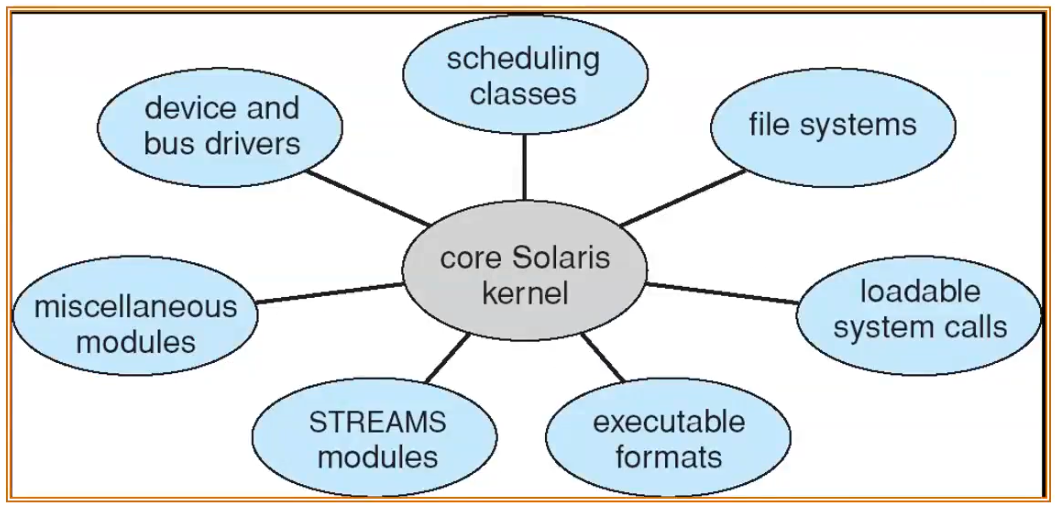 scheduling
classes
device and
bus drivers
file systems
core Solaris
kernel
miscellaneous
modules
loadable
system calls
STREAMS
modules
executable
formats